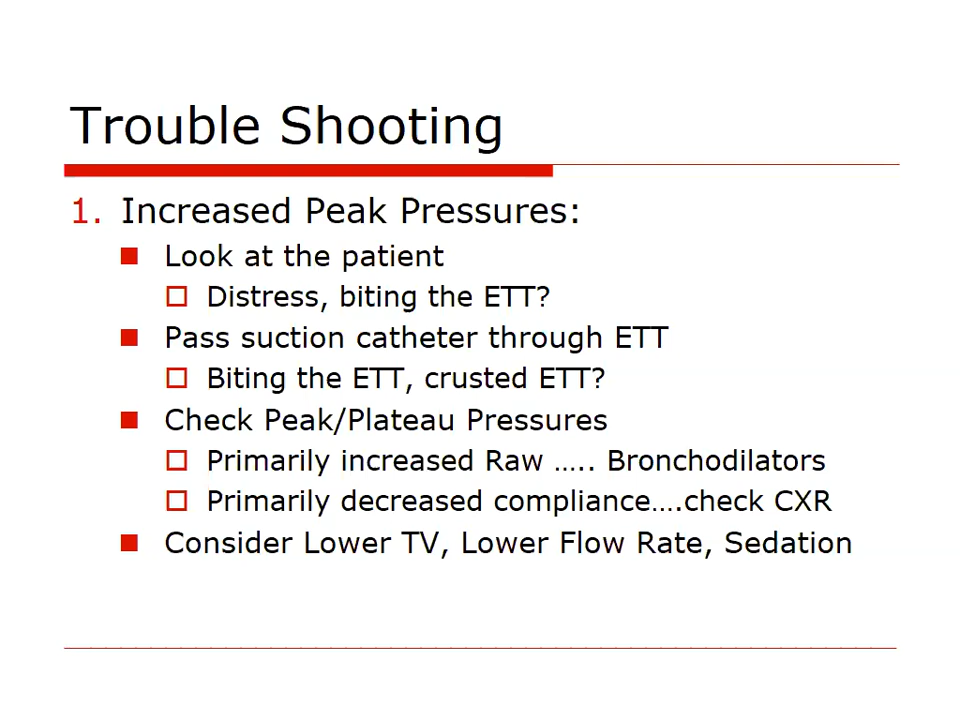 Trouble Shooting
1. Increased Peak Pressures:
Look at the patient
Distress, biting the ETT?
Pass suction catheter through ETT
Biting the ETT, crusted ETT?
Check Peak/Plateau Pressures
Primarily increased Raw ….. Bronchodilators
Primarily decreased compliance….check CXR
Consider Lower TV, Lower Flow Rate, Sedation